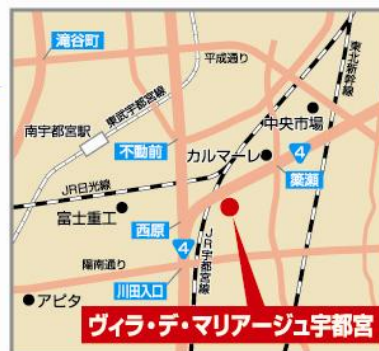 滝谷町
平成通り
東北新幹線
東武宇都宮線
南宇都宮駅
中央市場
不動前
カルマーレ
4
簗瀬
JR日光線
富士重工
西原
4
JR宇都宮線
陽南通り
川田入口
アピタ
ヴィラ・デ・マリアージュ宇都宮